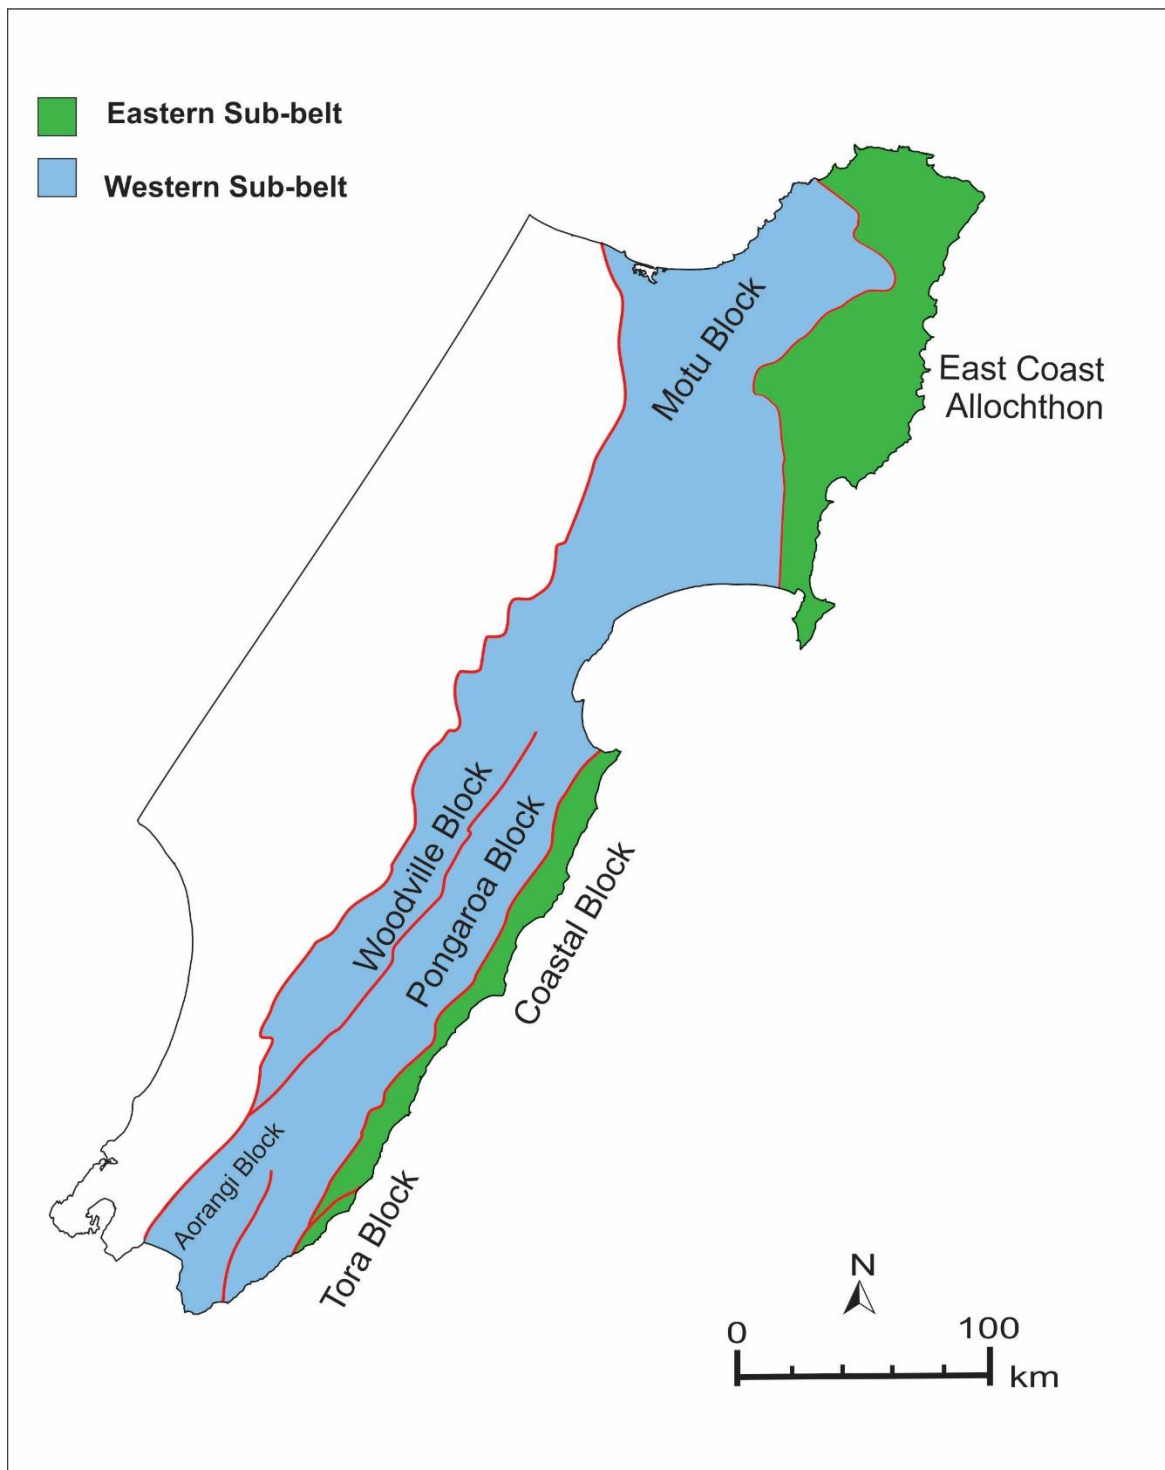 Eastern Sub-belt
Western Sub-belt
Motu Block
East Coast
Allochthon
Woodville Block
Pongaroa Block
Coastal Block
Aorangi Block
Tora Block
N
0
100
km